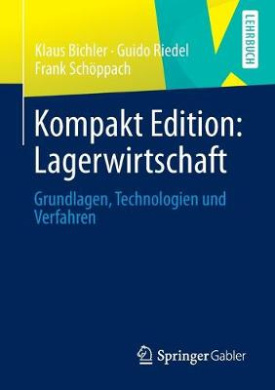 Klaus Bichler · Guido Riedel
Frank Schöppach
LEHRBUCH
Kompakt Edition:
Lagerwirtschaft
Grundlagen, Technologien und
Verfahren
Springer Gabler